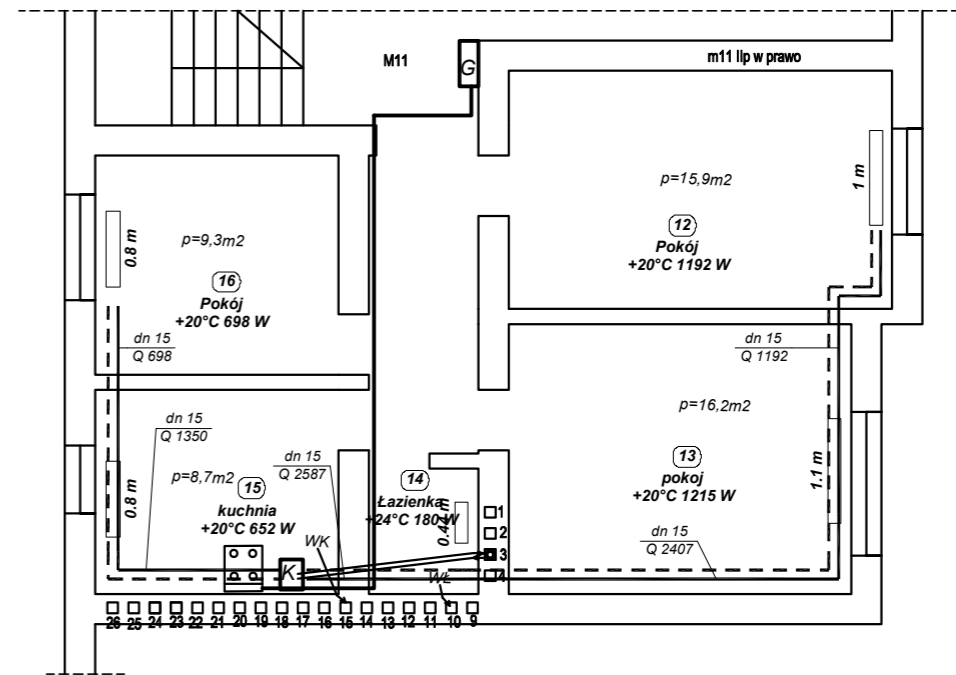 M11
G
m11 IIp w prawo
p=15,9m2
1 m
12
Pokój
+20°C 1192 W
p=9,3m2
0.8 m
16
Pokój
+20°C 698 W
dn 15
Q 698
dn 15
Q 1192
dn 15
Q 1350
p=8,7m2
dn 15
Q 2587
0.8 m
15
kuchnia
+20°C 652 W
14
Łazienka
+24°C 180 W
0.44 m
p=16,2m2
13
pokoj
+20°C 1215 W
1.1 m
dn 15
Q 2407
WK
WŁ
K
1
2
3
4
26 25 24 23 22 21 20 19 18 17 16 15 14 13 12 11 10 9